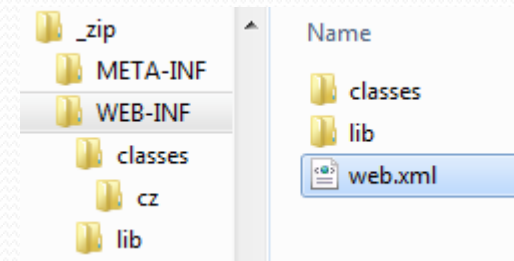 _zip
META-INF
WEB-INF
classes
cz
lib
Name
classes
lib
web.xml